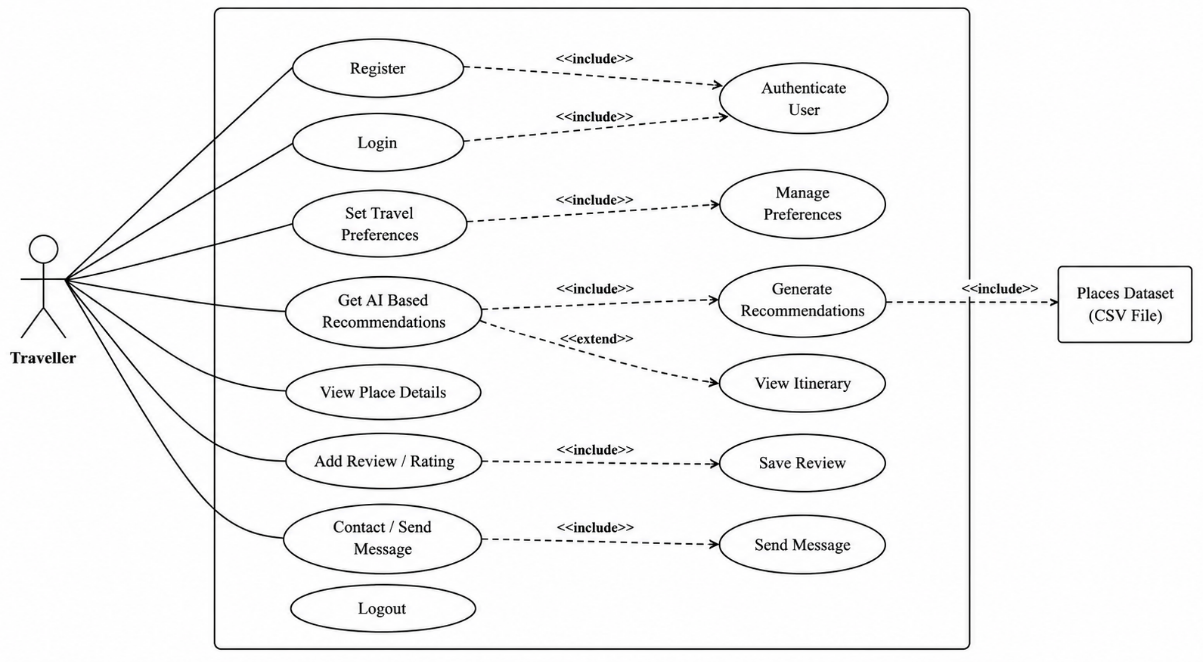 Register
<<include>>
Authenticate
User
Login
<<include>>
Set Travel
Preferences
<<include>>
Manage
Preferences
Get AI Based
Recommendations
<<include>>
Generate
Recommendations
<<include>>
Places Dataset
(CSV File)
<<extend>>
View Itinerary
Traveller
View Place Details
Add Review / Rating
<<include>>
Save Review
Contact / Send
Message
<<include>>
Send Message
Logout